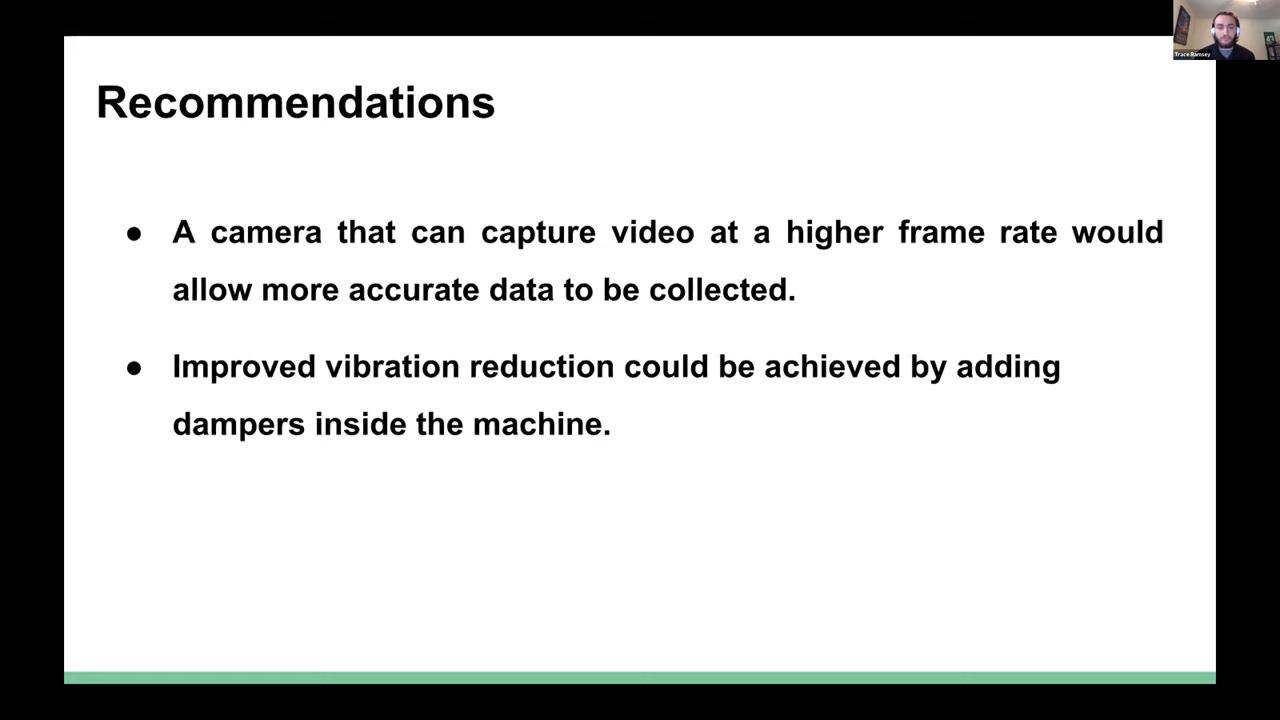 Recommendations
● A camera that can capture video at a higher frame rate would
allow more accurate data to be collected.
● Improved vibration reduction could be achieved by adding
dampers inside the machine.
Trace Ramsey